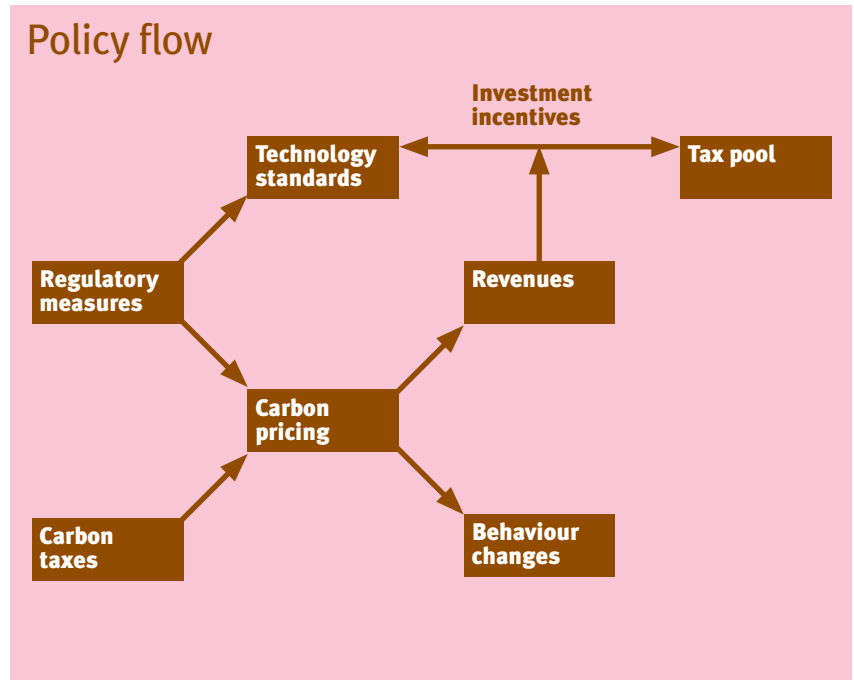 Policy flow
Investment
incentives
Technology
standards
Tax pool
Regulatory
measures
Revenues
Carbon
pricing
Carbon
taxes
Behaviour
changes